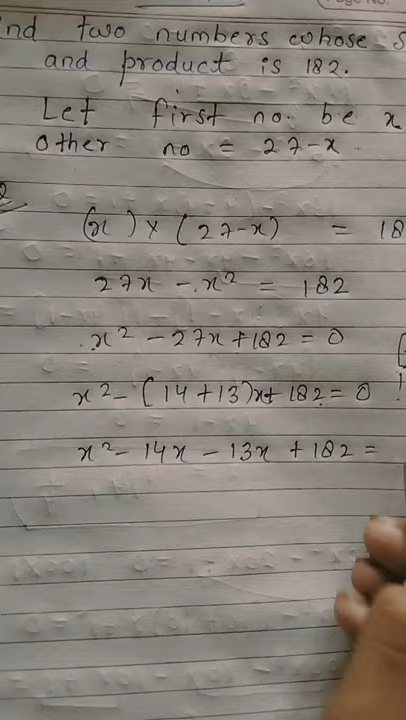 nd two numbers whose s
and product is 182.
Let first no. be x
other no = 27-x
(x) × (27-x) = 18
27x - x² = 182
x² - 27x + 182 = 0
x² - (14 + 13)x + 182 = 0
x² - 14x - 13x + 182 =